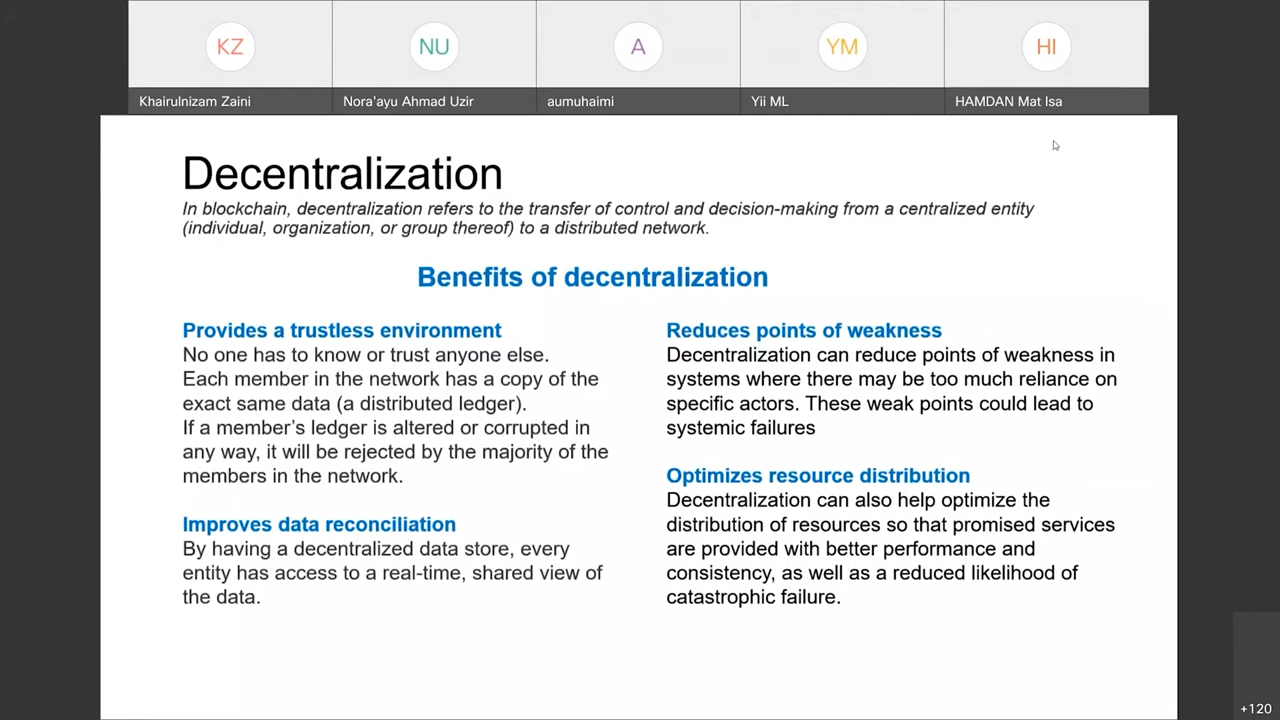 KZ
NU
A
YM
HI
Khairulnizam Zaini
Nora'ayu Ahmad Uzir
aumuhaimi
Yii ML
HAMDAN Mat Isa
Decentralization
In blockchain, decentralization refers to the transfer of control and decision-making from a centralized entity
(individual, organization, or group thereof) to a distributed network.
Benefits of decentralization
Provides a trustless environment
No one has to know or trust anyone else.
Each member in the network has a copy of the
exact same data (a distributed ledger).
If a member’s ledger is altered or corrupted in
any way, it will be rejected by the majority of the
members in the network.
Improves data reconciliation
By having a decentralized data store, every
entity has access to a real-time, shared view of
the data.
Reduces points of weakness
Decentralization can reduce points of weakness in
systems where there may be too much reliance on
specific actors. These weak points could lead to
systemic failures
Optimizes resource distribution
Decentralization can also help optimize the
distribution of resources so that promised services
are provided with better performance and
consistency, as well as a reduced likelihood of
catastrophic failure.
+120